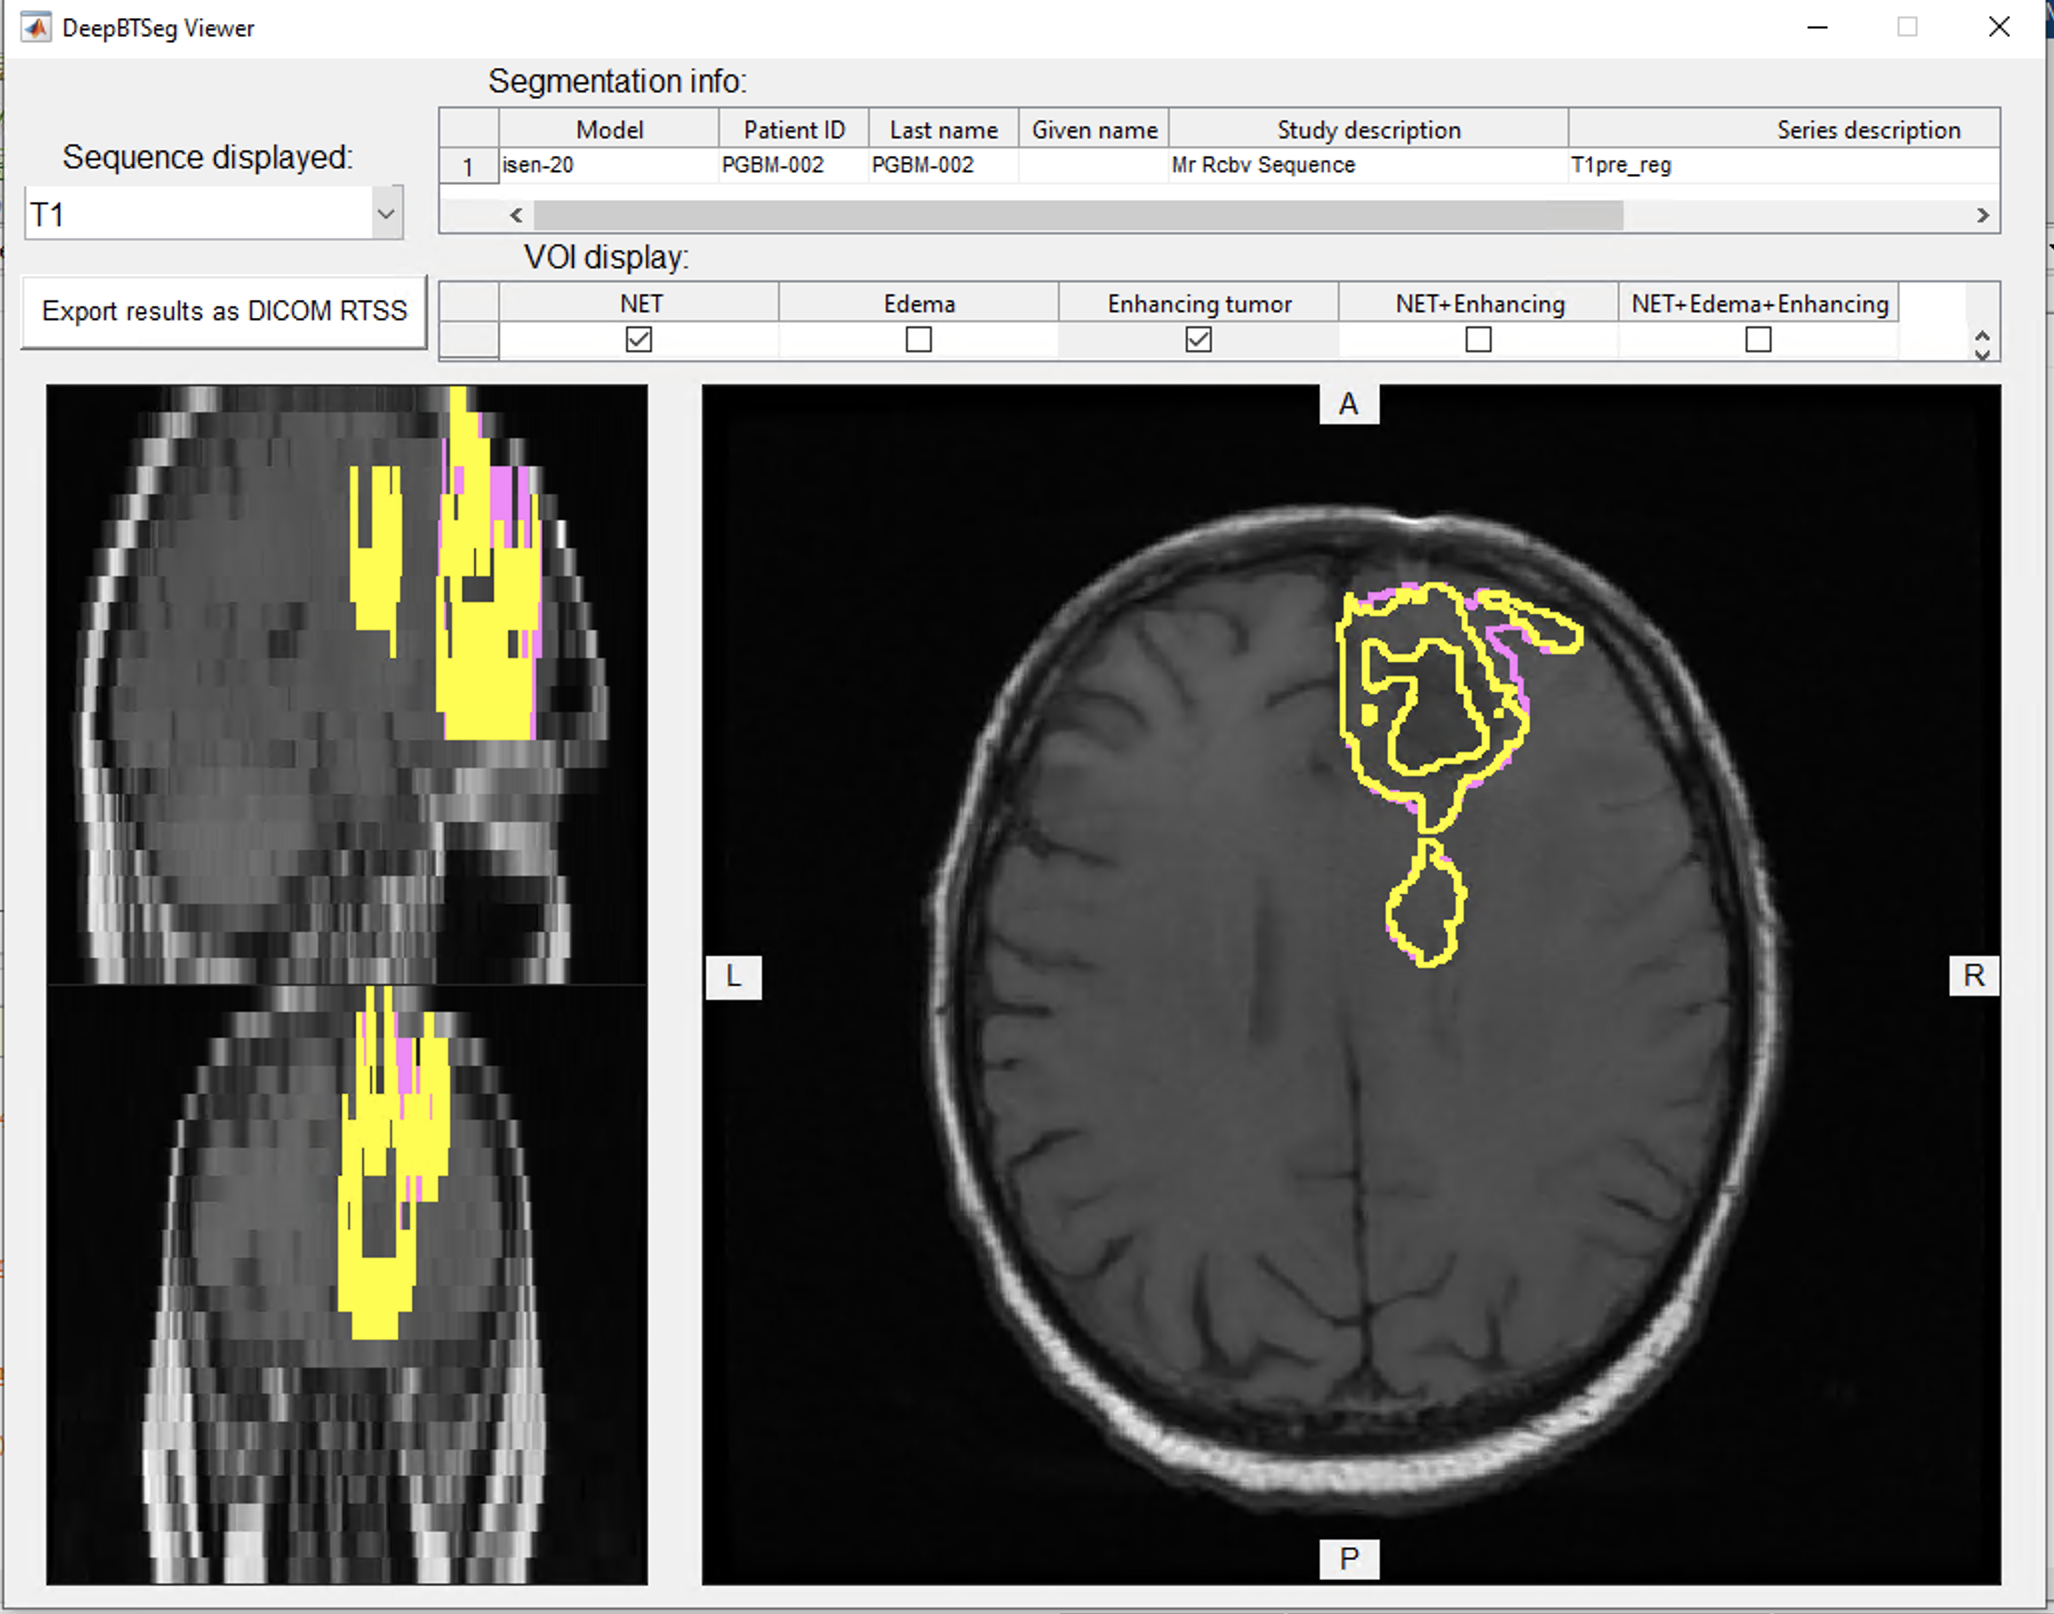 DeepBTSeg Viewer
Segmentation info:
Sequence displayed:
T1
Model Patient ID Last name Given name Study description Series description
1 isen-20 PGBM-002 PGBM-002 Mr Rcbv Sequence T1pre_reg
VOI display:
Export results as DICOM RTSS
NET Edema Enhancing tumor NET+Enhancing NET+Edema+Enhancing
A
L
R
P